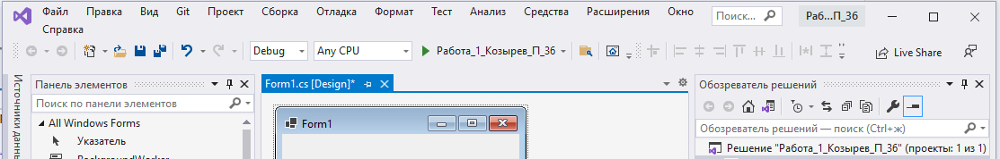 Файл Правка Вид Git Проект Сборка Отладка Формат Тест Анализ Средства Расширения Окно Поиск... Раб...П_36
Справка
Debug Any CPU Работа_1_Козырев_П_36 Live Share
Источники данны
Панель элементов
Поиск по панели элементов
All Windows Forms
Указатель
BackgroundWorker
Form1.cs [Design]*
Form1
Обозреватель решений
Обозреватель решений — поиск (Ctrl+ж)
Решение "Работа_1_Козырев_П_36" (проекты: 1 из 1)